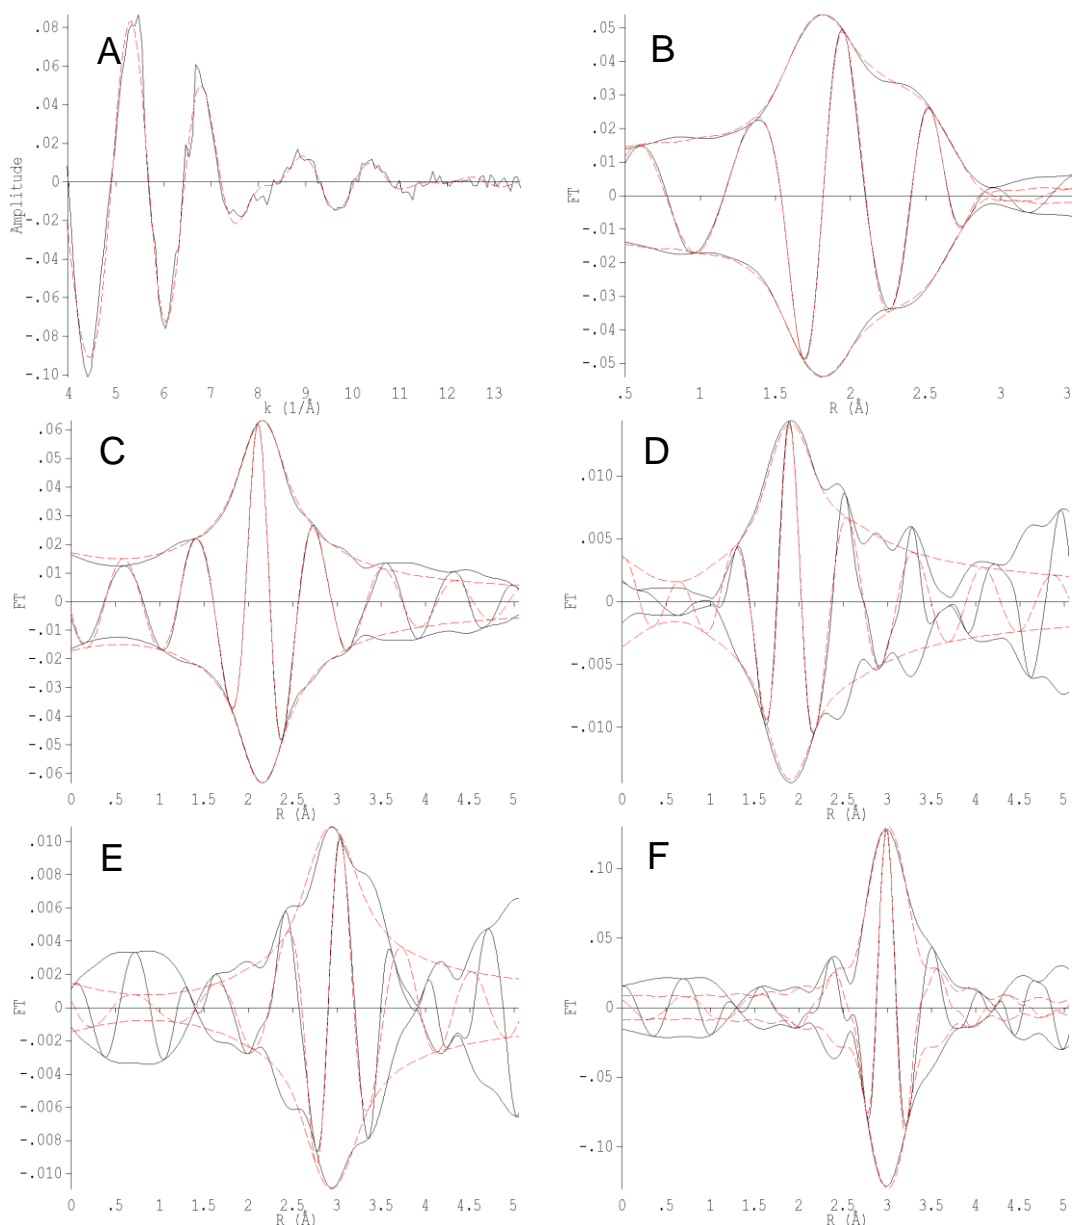 A
.08
.06
.04
.02
0
-.02
-.04
-.06
-.08
-.10
Amplitude
4 5 6 7 8 9 10 11 12 13
k (1/Å)
B
.05
.04
.03
.02
.01
0
-.01
-.02
-.03
-.04
-.05
FT
.5 1 1.5 2 2.5 3 3
R (Å)
C
.06
.05
.04
.03
.02
.01
0
-.01
-.02
-.03
-.04
-.05
-.06
FT
0 .5 1 1.5 2 2.5 3 3.5 4 4.5 5
R (Å)
D
.010
.005
0
-.005
-.010
FT
0 .5 1 1.5 2 2.5 3 3.5 4 4.5 5
R (Å)
E
.010
.008
.006
.004
.002
0
-.002
-.004
-.006
-.008
-.010
FT
0 .5 1 1.5 2 2.5 3 3.5 4 4.5 5
R (Å)
F
.10
.05
0
-.05
-.10
FT
0 .5 1 1.5 2 2.5 3 3.5 4 4.5 5
R (Å)